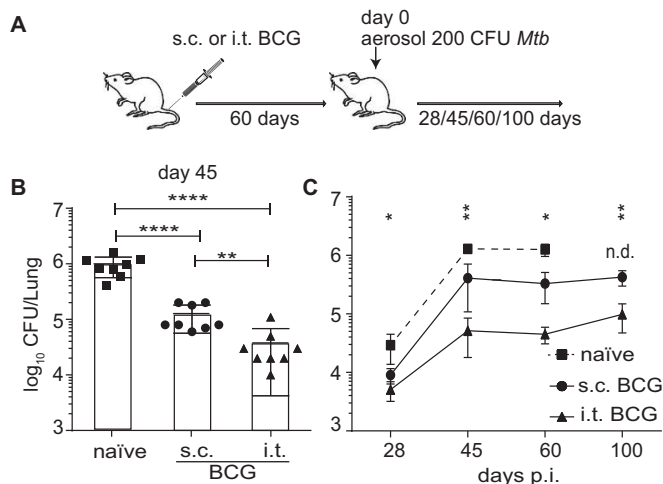 A
s.c. or i.t. BCG
day 0
aerosol 200 CFU Mtb
60 days
28/45/60/100 days
B
day 45
****
****
**
log₁₀ CFU/Lung
7
6
5
4
3
naïve
s.c.
i.t.
BCG
C
*
**
*
**
n.d.
7
6
5
4
3
naïve
s.c. BCG
i.t. BCG
28
45
60
100
days p.i.